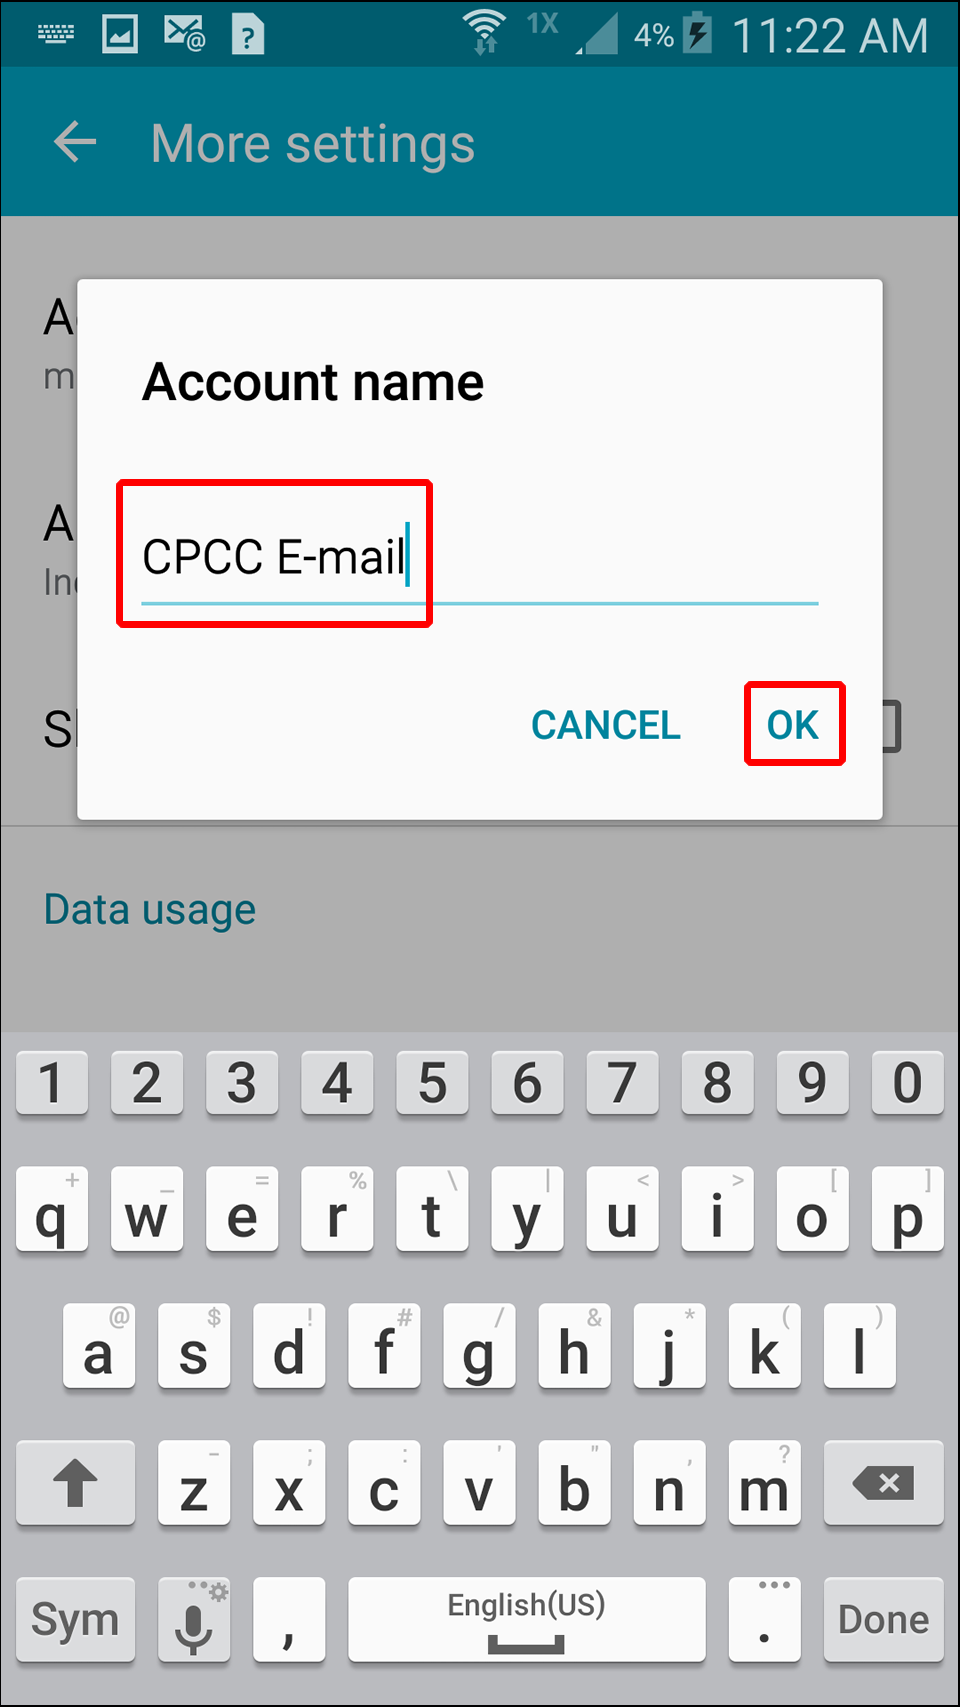 1X 4% 11:22 AM
More settings
A
m
Account name
CPCC E-mail
A
In
CANCEL OK
S
Data usage
1 2 3 4 5 6 7 8 9 0
+ _ = % \ | < > [ ]
q w e r t y u i o p
@ $ ! # / & * ( )
a s d f g h j k l
- ; : ' " , ?
z x c v b n m
Sym , English(US) . Done